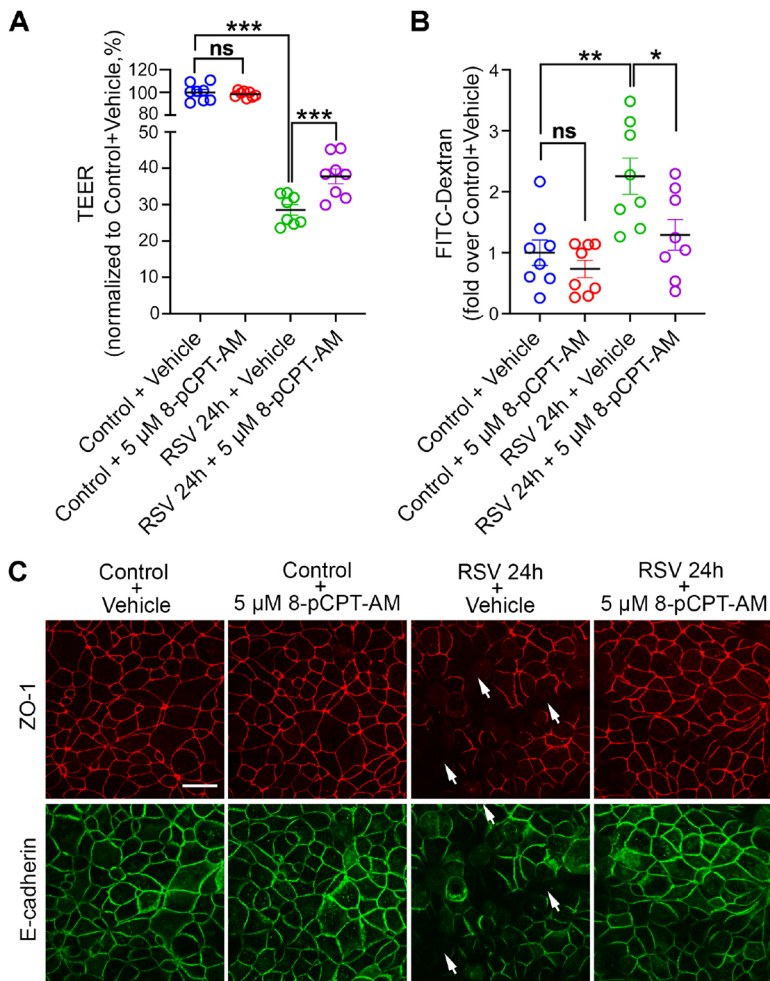 A
TEER
(normalized to Control+Vehicle,%)
120
100
80
50
40
30
20
10
0
***
ns
***
Control + Vehicle
Control + 5 µM 8-pCPT-AM
RSV 24h + Vehicle
RSV 24h + 5 µM 8-pCPT-AM
B
FITC-Dextran
(fold over Control+Vehicle)
4
3
2
1
0
**
*
ns
Control + Vehicle
Control + 5 µM 8-pCPT-AM
RSV 24h + Vehicle
RSV 24h + 5 µM 8-pCPT-AM
C
Control
+
Vehicle
Control
+
5 µM 8-pCPT-AM
RSV 24h
+
Vehicle
RSV 24h
+
5 µM 8-pCPT-AM
ZO-1
E-cadherin